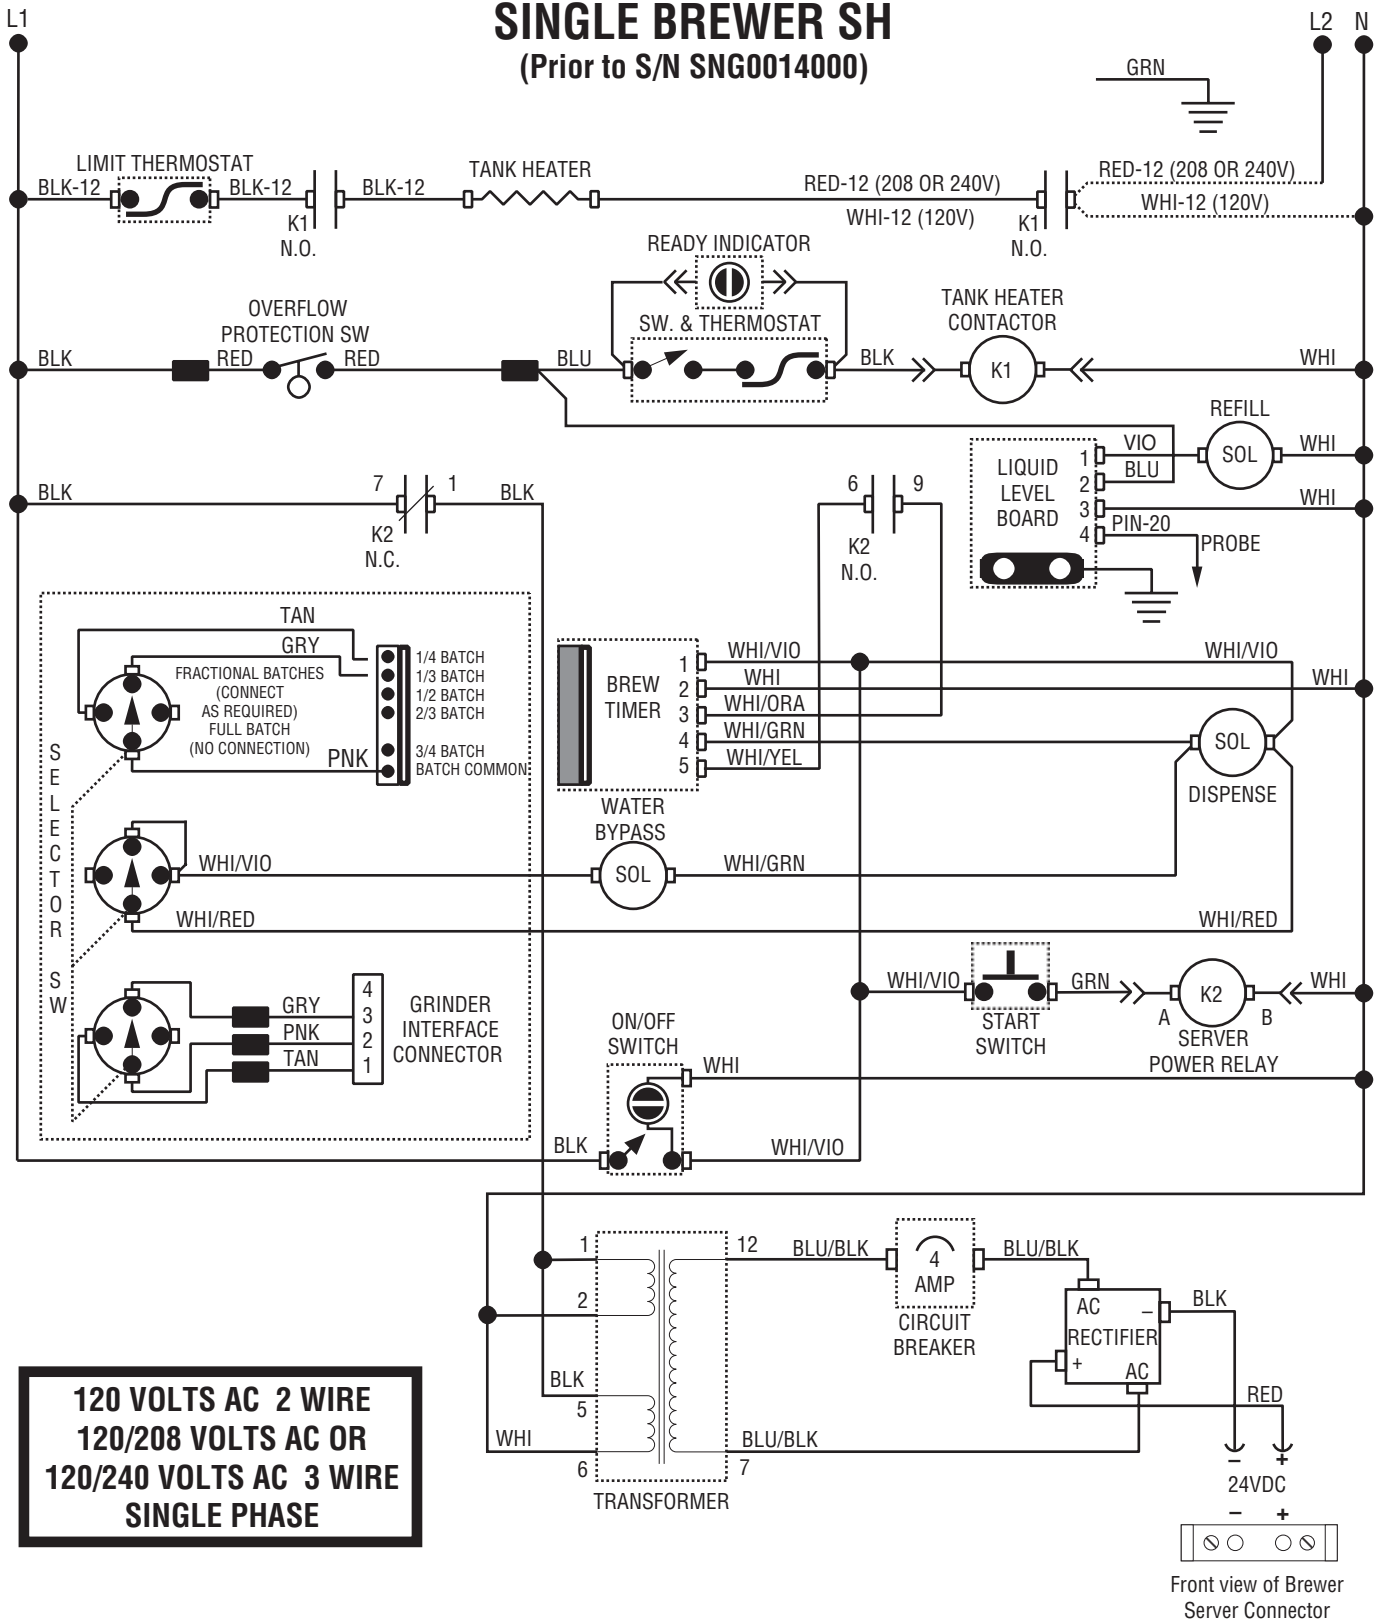 SINGLE BREWER SH
(Prior to S/N SNG0014000)
L1
L2
N
GRN
LIMIT THERMOSTAT
BLK-12
BLK-12
K1
N.O.
BLK-12
TANK HEATER
RED-12 (208 OR 240V)
WHI-12 (120V)
K1
N.O.
RED-12 (208 OR 240V)
WHI-12 (120V)
READY INDICATOR
SW. & THERMOSTAT
OVERFLOW
PROTECTION SW
BLK
RED
RED
BLU
BLK
TANK HEATER
CONTACTOR
K1
WHI
REFILL
SOL
WHI
LIQUID
LEVEL
BOARD
1
VIO
2
BLU
3
WHI
4
PIN-20
PROBE
BLK
7
1
K2
N.C.
BLK
6
9
K2
N.O.
SELECTOR SW
TAN
GRY
FRACTIONAL BATCHES
(CONNECT
AS REQUIRED)
FULL BATCH
(NO CONNECTION)
PNK
1/4 BATCH
1/3 BATCH
1/2 BATCH
2/3 BATCH
3/4 BATCH
BATCH COMMON
BREW
TIMER
1
WHI/VIO
WHI/VIO
2
WHI
WHI
3
WHI/ORA
4
WHI/GRN
5
WHI/YEL
SOL
DISPENSE
WATER
BYPASS
SOL
WHI/VIO
WHI/GRN
WHI/RED
WHI/RED
4
3
2
1
GRY
PNK
TAN
GRINDER
INTERFACE
CONNECTOR
WHI/VIO
START
SWITCH
GRN
K2
A
B
SERVER
POWER RELAY
WHI
ON/OFF
SWITCH
WHI
BLK
WHI/VIO
1
2
BLK
5
WHI
6
12
7
TRANSFORMER
BLU/BLK
4
AMP
CIRCUIT
BREAKER
BLU/BLK
AC
–
RECTIFIER
+
AC
BLK
RED
BLU/BLK
– +
24VDC
– +
Front view of Brewer
Server Connector
120 VOLTS AC 2 WIRE
120/208 VOLTS AC OR
120/240 VOLTS AC 3 WIRE
SINGLE PHASE